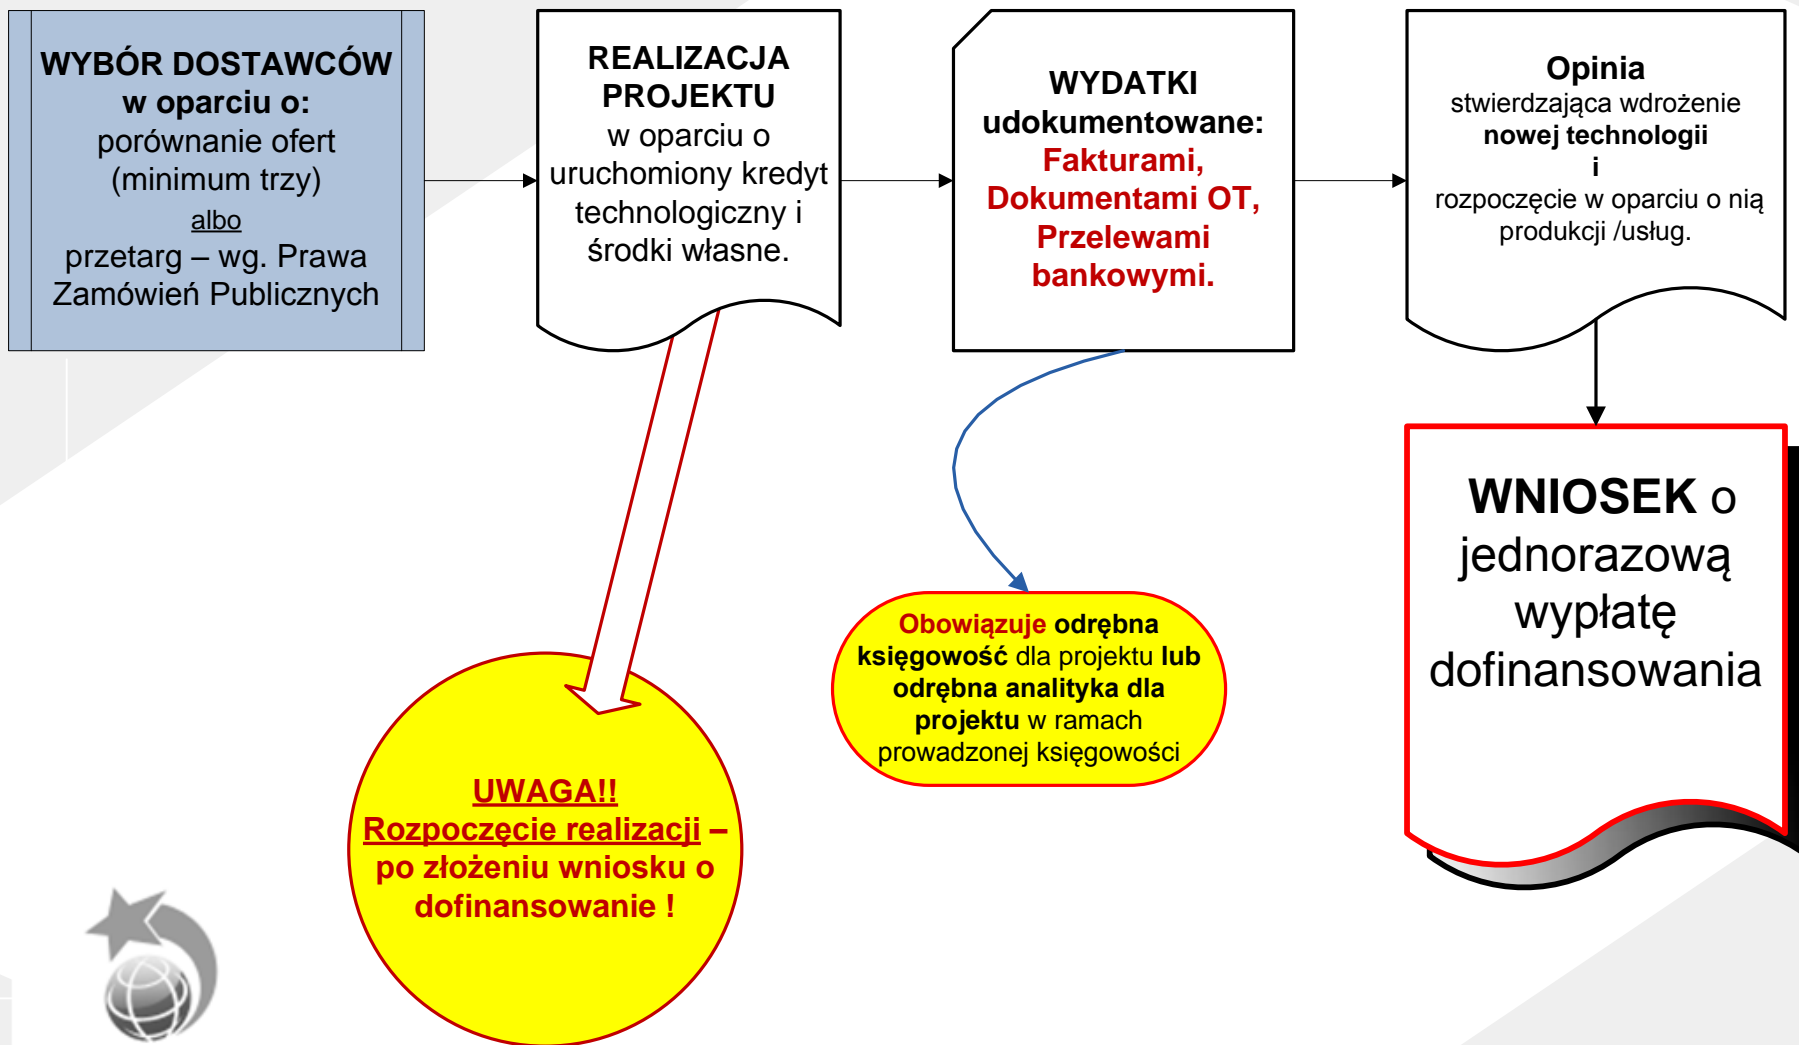 WYBÓR DOSTAWCÓW
w oparciu o:
porównanie ofert
(minimum trzy)
albo
przetarg – wg. Prawa
Zamówień Publicznych
REALIZACJA
PROJEKTU
w oparciu o
uruchomiony kredyt
technologiczny i
środki własne.
WYDATKI
udokumentowane:
Fakturami,
Dokumentami OT,
Przelewami
bankowymi.
Opinia
stwierdzająca wdrożenie
nowej technologii
i
rozpoczęcie w oparciu o nią
produkcji /usług.
WNIOSEK o
jednorazową
wypłatę
dofinansowania
Obowiązuje odrębna
księgowość dla projektu lub
odrębna analityka dla
projektu w ramach
prowadzonej księgowości
UWAGA!!
Rozpoczęcie realizacji –
po złożeniu wniosku o
dofinansowanie !